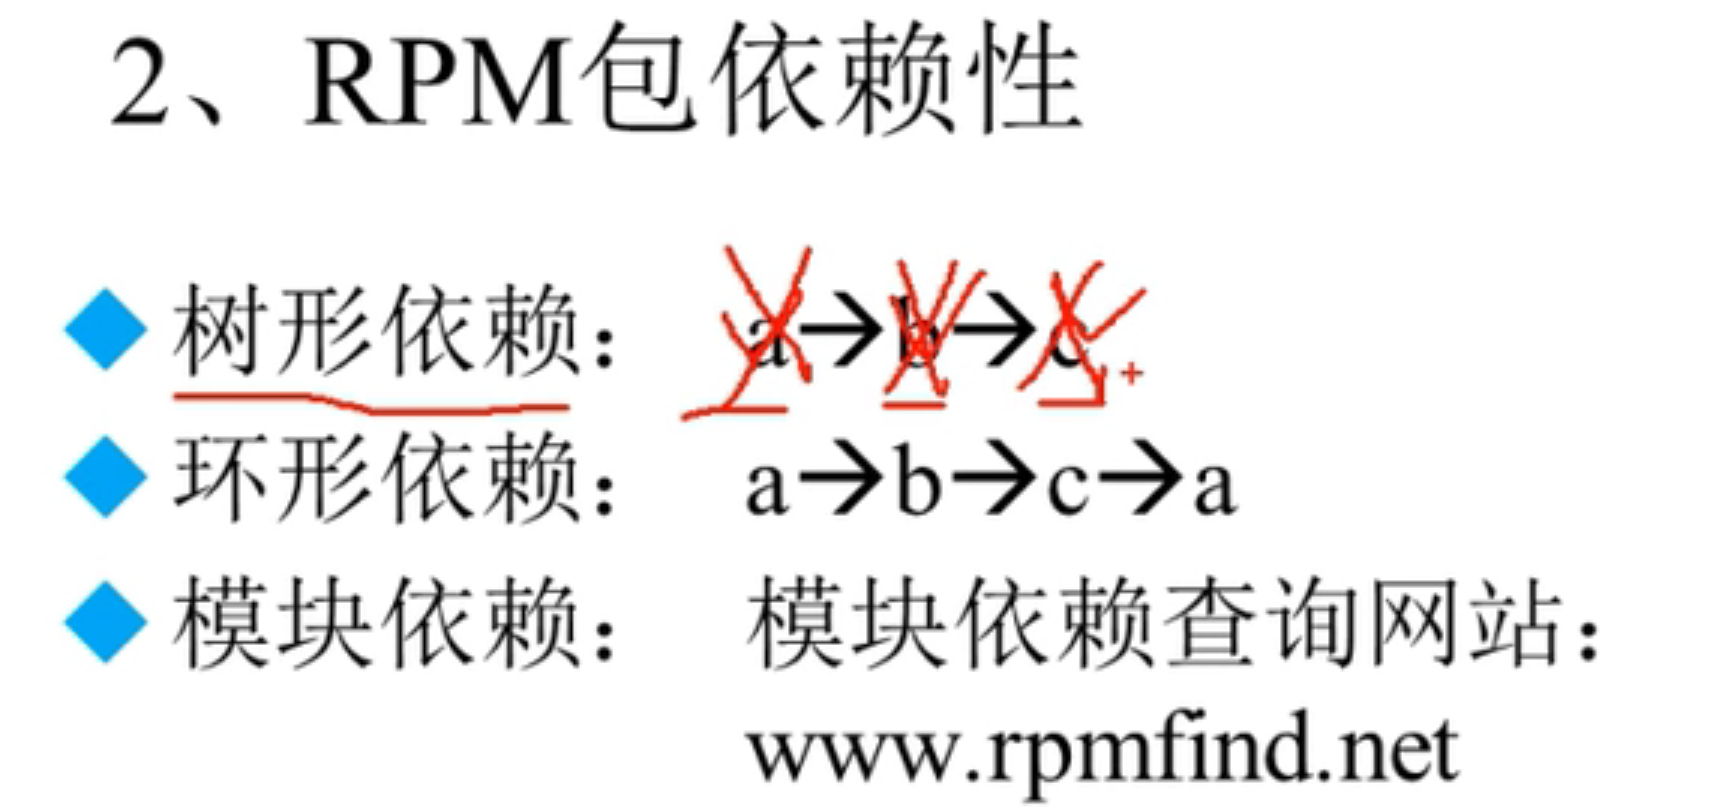 2、RPM包依赖性
树形依赖： a→b→c
环形依赖： a→b→c→a
模块依赖： 模块依赖查询网站：
www.rpmfind.net